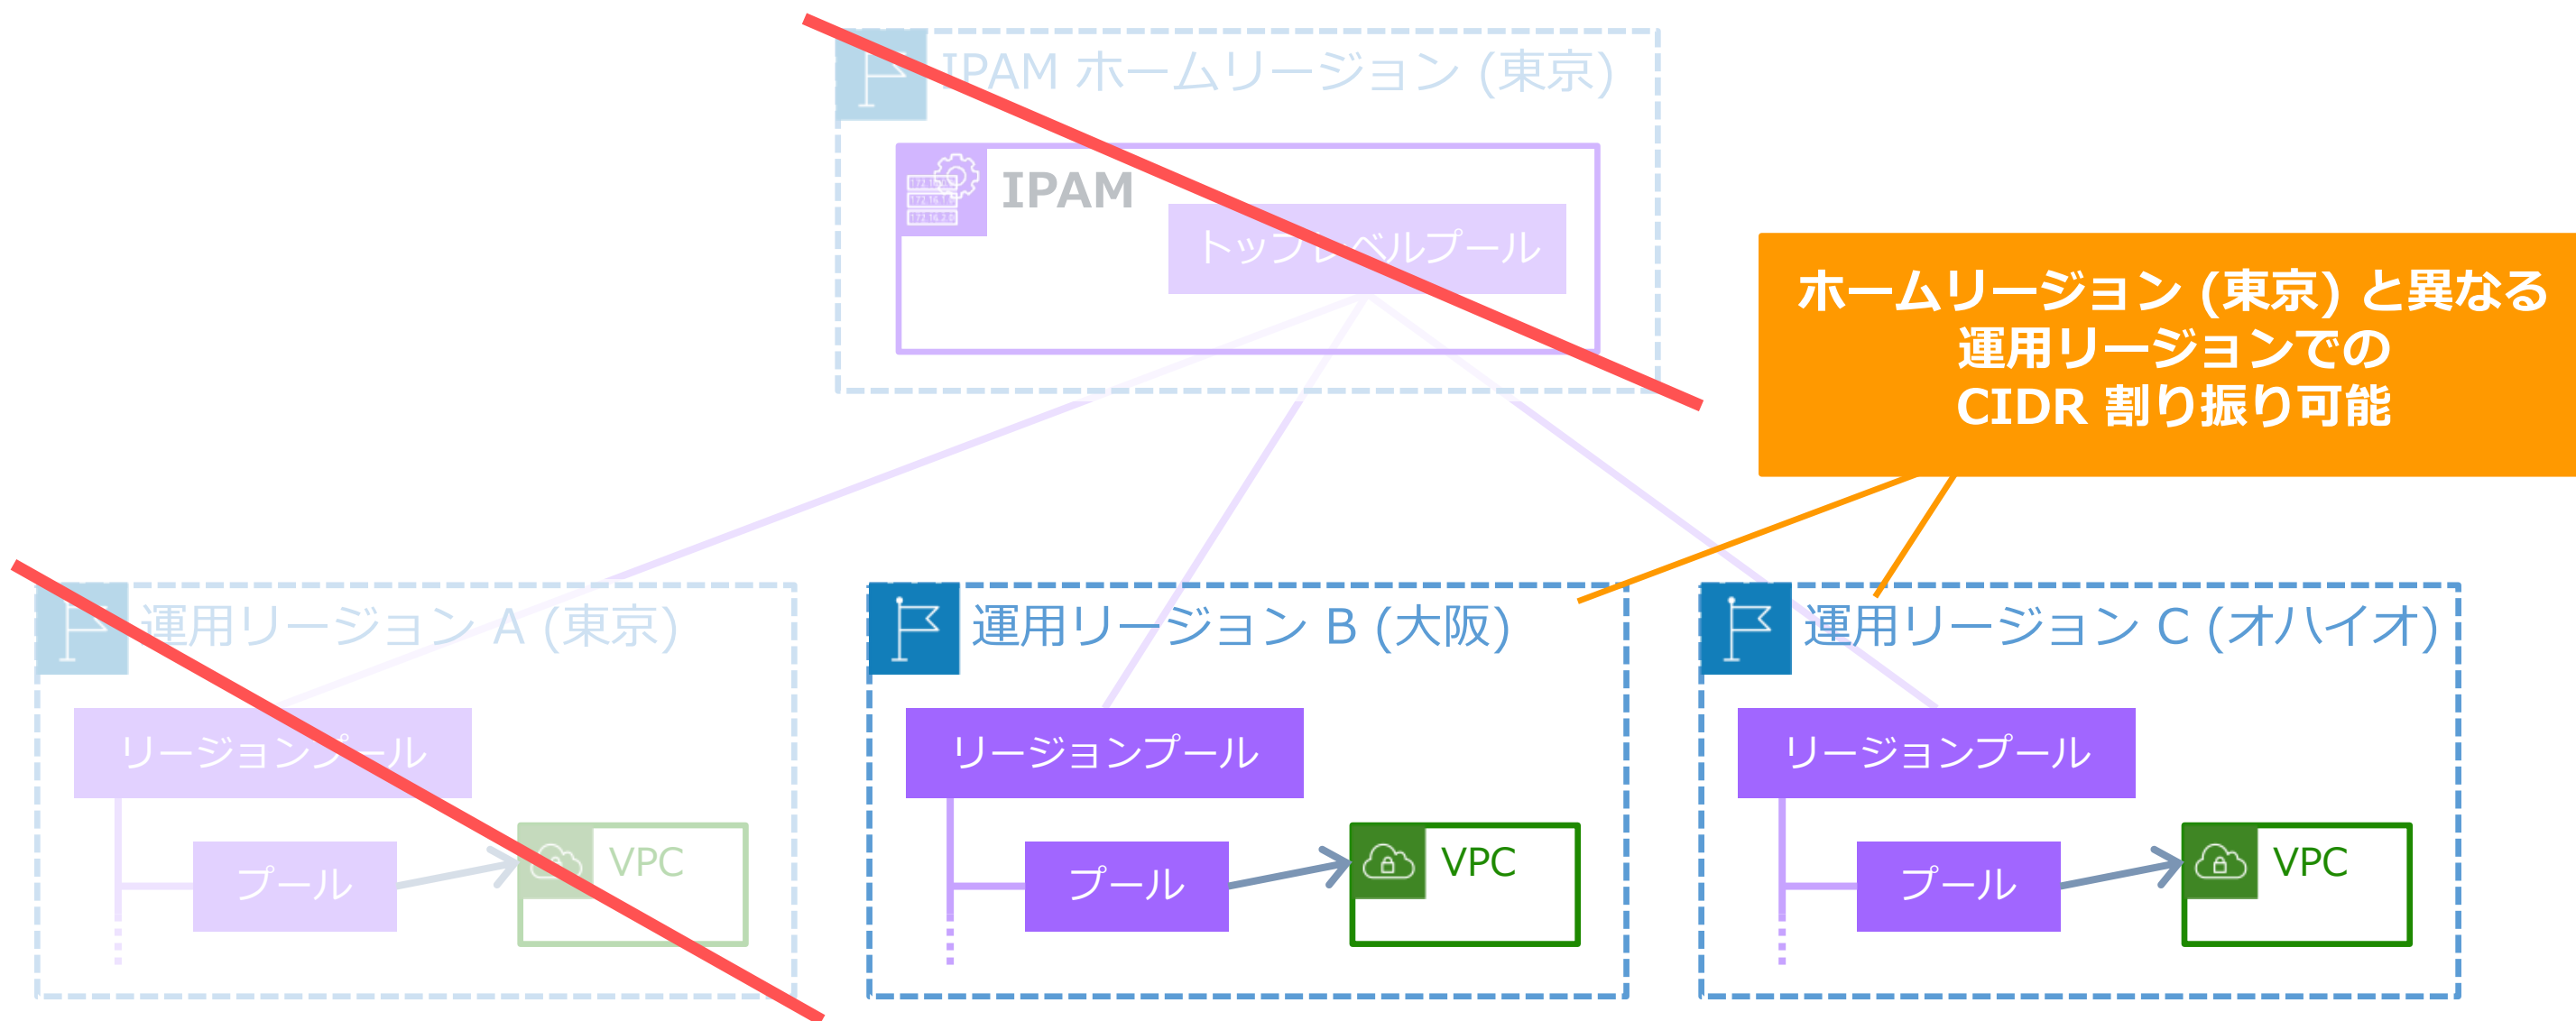 IPAM ホームリージョン (東京)
IPAM
トップレベルプール
ホームリージョン (東京) と異なる
運用リージョンでの
CIDR 割り振り可能
運用リージョン A (東京)
リージョンプール
プール
VPC
運用リージョン B (大阪)
リージョンプール
プール
VPC
運用リージョン C (オハイオ)
リージョンプール
プール
VPC